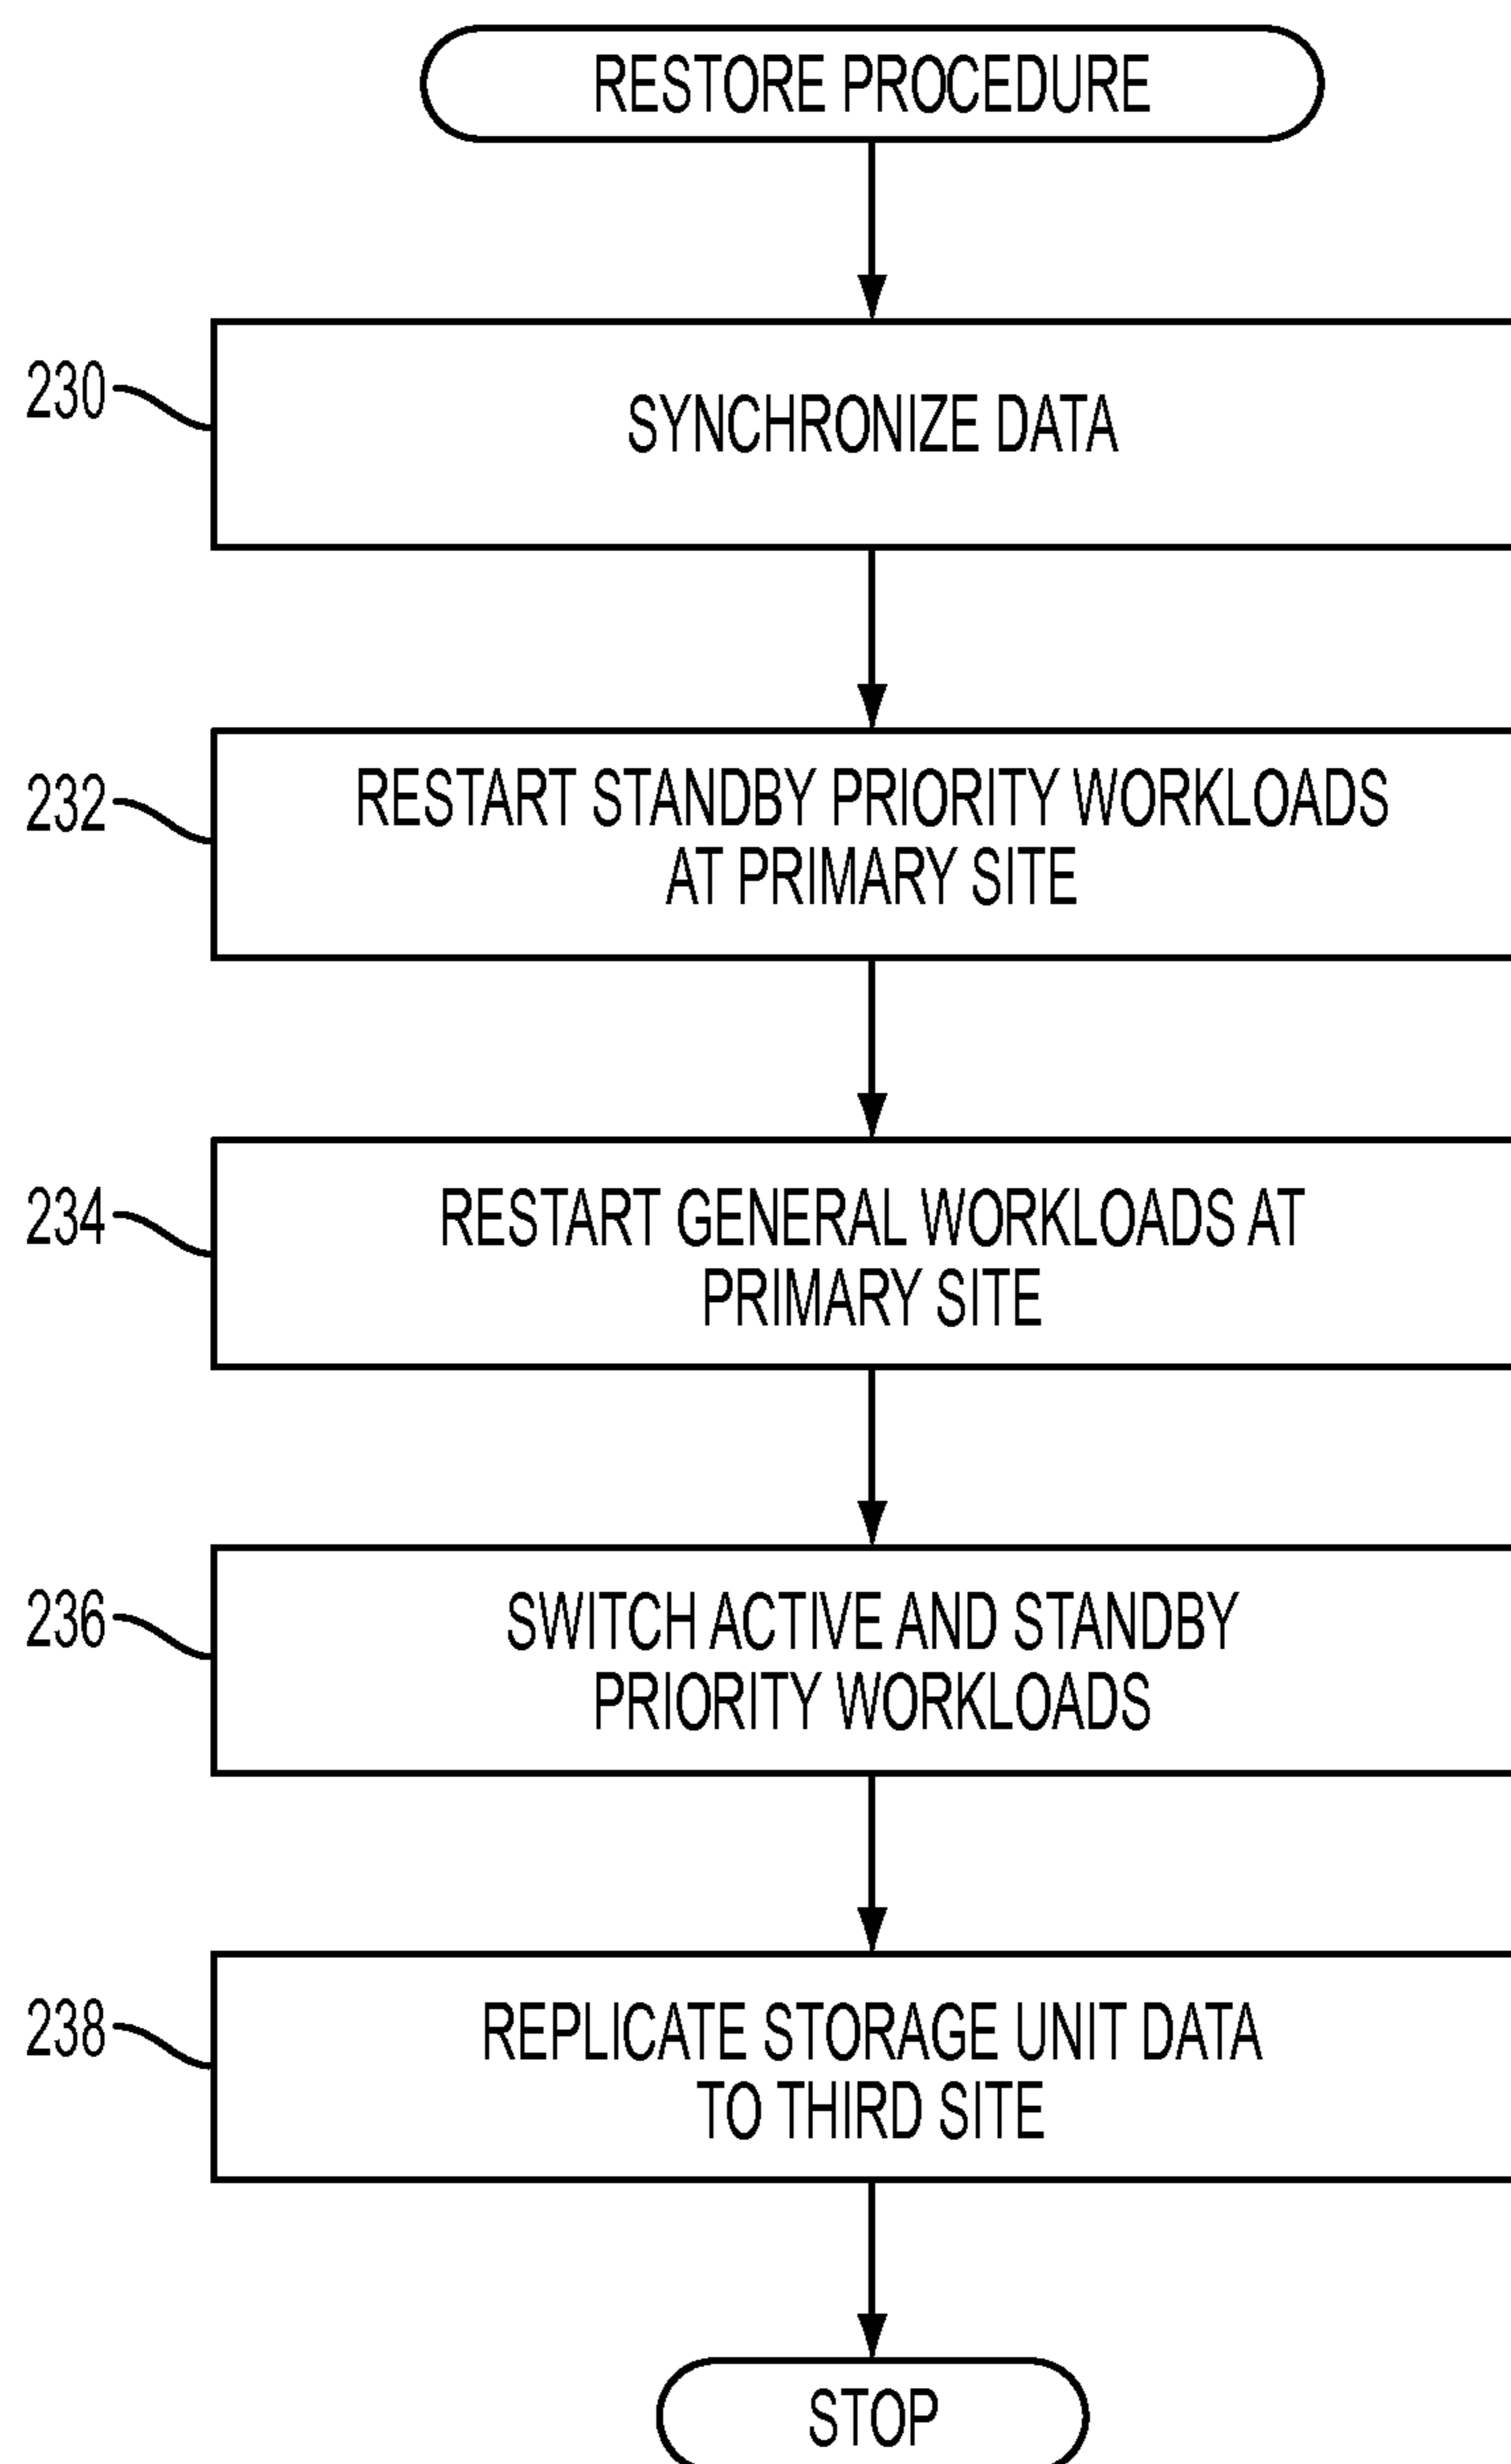 RESTORE PROCEDURE
230
SYNCHRONIZE DATA
232
RESTART STANDBY PRIORITY WORKLOADS
AT PRIMARY SITE
234
RESTART GENERAL WORKLOADS AT
PRIMARY SITE
236
SWITCH ACTIVE AND STANDBY
PRIORITY WORKLOADS
238
REPLICATE STORAGE UNIT DATA
TO THIRD SITE
STOP